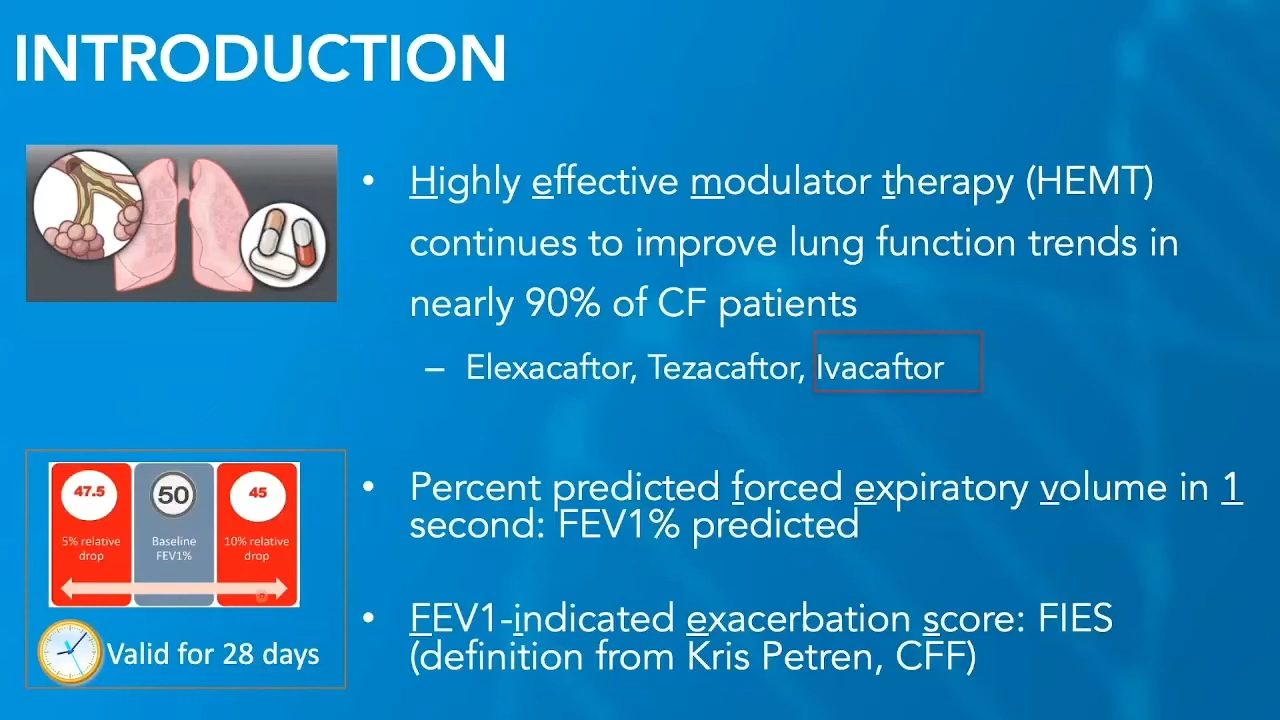 INTRODUCTION
• Highly effective modulator therapy (HEMT)
continues to improve lung function trends in
nearly 90% of CF patients
– Elexacaftor, Tezacaftor, Ivacaftor
47.5
50
45
5% relative
drop
Baseline
FEV1%
10% relative
drop
Valid for 28 days
• Percent predicted forced expiratory volume in 1
second: FEV1% predicted
• FEV1-indicated exacerbation score: FIES
(definition from Kris Petren, CFF)